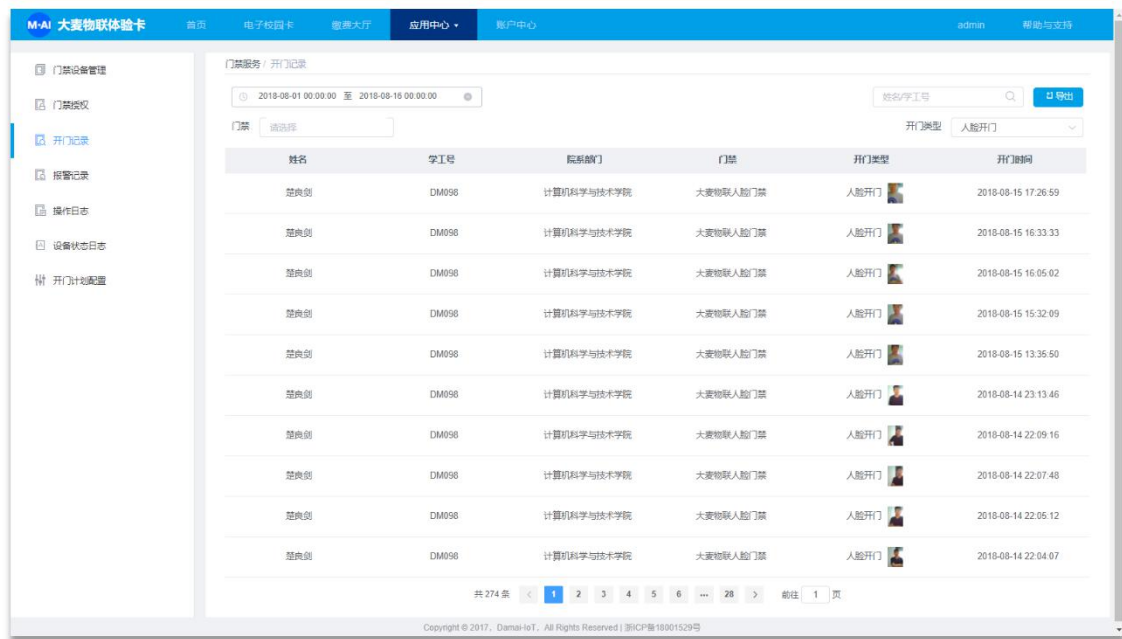 M·AI 大麦物联体验卡 首页 电子校园卡 缴费大厅 应用中心 账户中心 admin 帮助与支持
门禁设备管理
门禁授权
开门记录
报警记录
操作日志
设备状态日志
开门计划配置
门禁服务 / 开门记录
2018-08-01 00:00:00 至 2018-08-16 00:00:00 姓名/学工号 导出
门禁 请选择 开门类型 人脸开门
姓名 学工号 院系部门 门禁 开门类型 开门时间
楚良剑 DM098 计算机科学与技术学院 大麦物联人脸门禁 人脸开门 2018-08-15 17:26:59
楚良剑 DM098 计算机科学与技术学院 大麦物联人脸门禁 人脸开门 2018-08-15 16:33:33
楚良剑 DM098 计算机科学与技术学院 大麦物联人脸门禁 人脸开门 2018-08-15 16:05:02
楚良剑 DM098 计算机科学与技术学院 大麦物联人脸门禁 人脸开门 2018-08-15 15:32:09
楚良剑 DM098 计算机科学与技术学院 大麦物联人脸门禁 人脸开门 2018-08-15 13:35:50
楚良剑 DM098 计算机科学与技术学院 大麦物联人脸门禁 人脸开门 2018-08-14 23:13:46
楚良剑 DM098 计算机科学与技术学院 大麦物联人脸门禁 人脸开门 2018-08-14 22:09:16
楚良剑 DM098 计算机科学与技术学院 大麦物联人脸门禁 人脸开门 2018-08-14 22:07:48
楚良剑 DM098 计算机科学与技术学院 大麦物联人脸门禁 人脸开门 2018-08-14 22:05:12
楚良剑 DM098 计算机科学与技术学院 大麦物联人脸门禁 人脸开门 2018-08-14 22:04:07
共 274 条 < 1 2 3 4 5 6 ... 28 > 前往 1 页
Copyright © 2017, Damai-IoT, All Rights Reserved | 浙ICP备18001529号